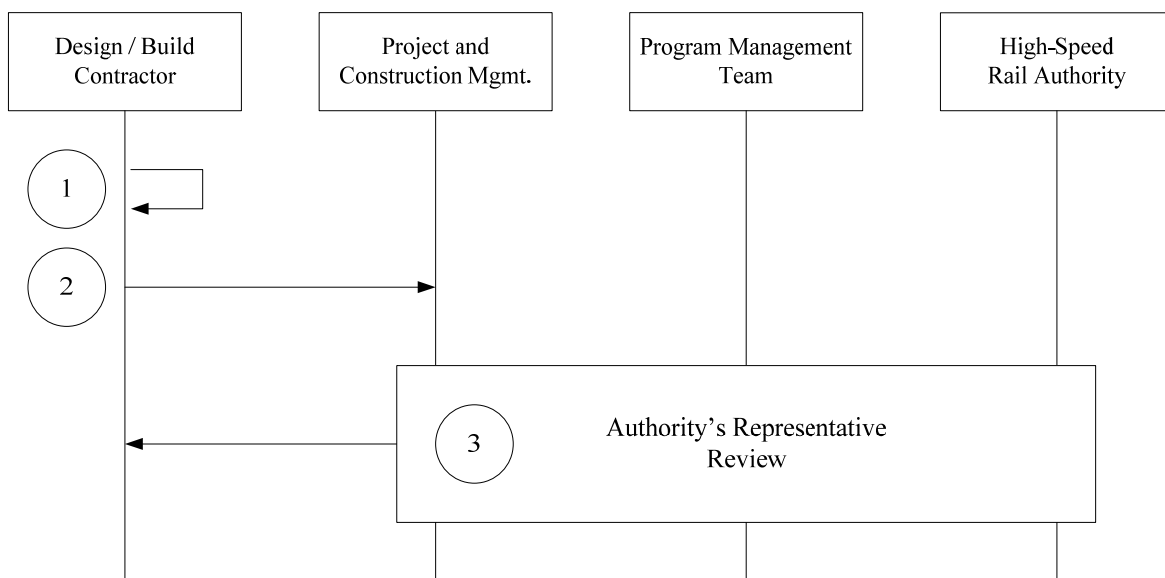 Design / Build
Contractor
Project and
Construction Mgmt.
Program Management
Team
High-Speed
Rail Authority
1
2
3
Authority’s Representative
Review